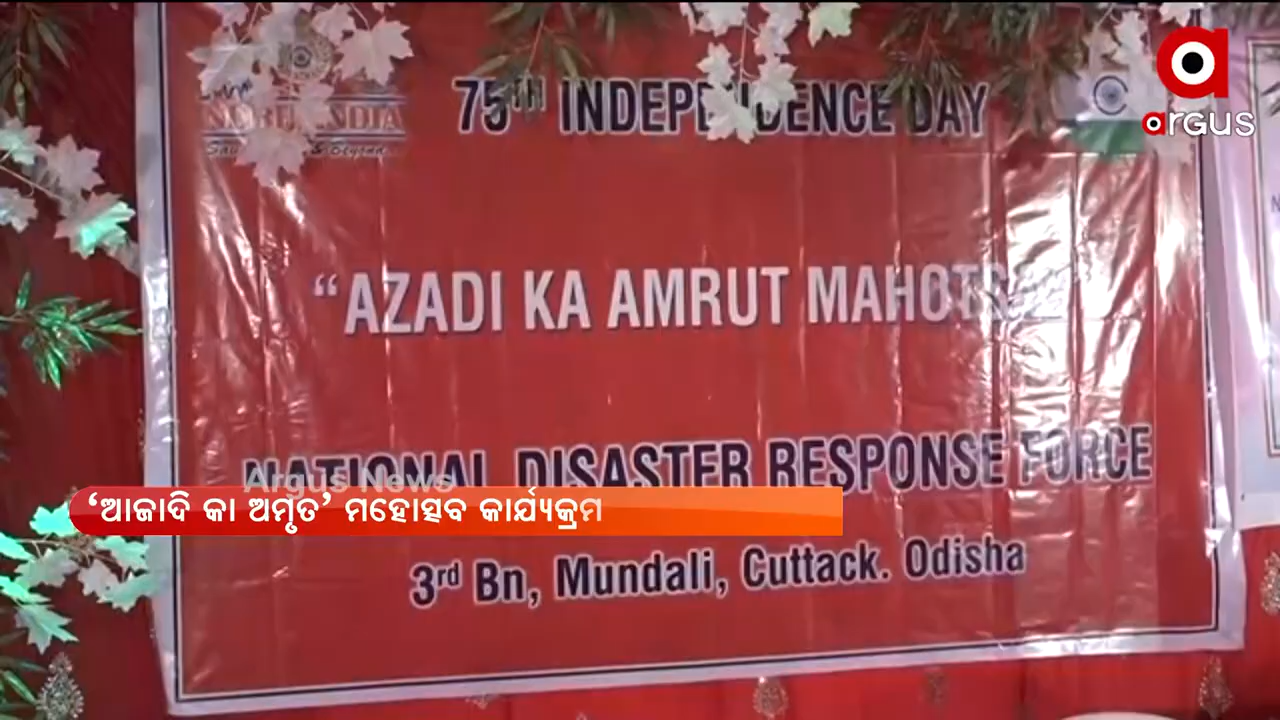 75TH INDEPENDENCE DAY
argus
"AZADI KA AMRUT
NATIONAL DISASTER RESPONSE FORCE
Argus News
‘ଆଜାଦି କା ଅମୃତ’ ମହୋତ୍ସବ କାର୍ଯ୍ୟକ୍ରମ
3rd Bn, Mundali, Cuttack. Odisha